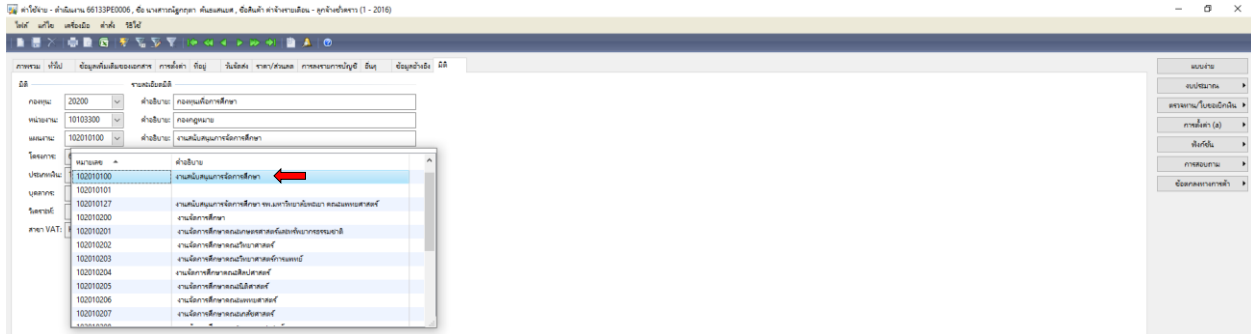 ค่าใช้จ่าย - ดำเนินงาน 66133PE0006 , ชื่อ นางสาวณัฐกฤตา , ชื่อสินค้า ค่าจ้างรายเดือน - ลูกจ้างชั่วคราว (1 - 2016)
ไฟล์ แก้ไข เครื่องมือ คำสั่ง วิธีใช้
ภาพรวม ทั่วไป ข้อมูลเพิ่มเติมของเอกสาร การตั้งค่า ที่อยู่ วันจัดส่ง ราคา/ส่วนลด การลงรายการบัญชี อื่นๆ ข้อมูลอ้างอิง มิติ
มิติ รายละเอียดมิติ
กองทุน: 20200 คำอธิบาย: กองทุนเพื่อการศึกษา
หน่วยงาน: 10103300 คำอธิบาย: กองกฎหมาย
แผนงาน: 102010100 คำอธิบาย: งานสนับสนุนการจัดการศึกษา
โครงการ:
ประเภทเงิน:
บุคลากร:
วิเคราะห์:
สาขา VAT:
หมายเลข คำอธิบาย
102010100 งานสนับสนุนการจัดการศึกษา
102010101
102010127 งานสนับสนุนการจัดการศึกษา รพ.มหาวิทยาลัยพะเยา คณะแพทยศาสตร์
102010200 งานจัดการศึกษา
102010201 งานจัดการศึกษาคณะเกษตรศาสตร์และทรัพยากรธรรมชาติ
102010202 งานจัดการศึกษาคณะวิทยาศาสตร์
102010203 งานจัดการศึกษาคณะวิทยาศาสตร์การแพทย์
102010204 งานจัดการศึกษาคณะศิลปศาสตร์
102010205 งานจัดการศึกษาคณะนิติศาสตร์
102010206 งานจัดการศึกษาคณะแพทยศาสตร์
102010207 งานจัดการศึกษาคณะเภสัชศาสตร์
แบบง่าย
งบประมาณ
ตรวจทาน/ใบขอเบิกเงิน
การตั้งค่า (a)
ฟังก์ชัน
การสอบถาม
ข้อตกลงทางการค้า